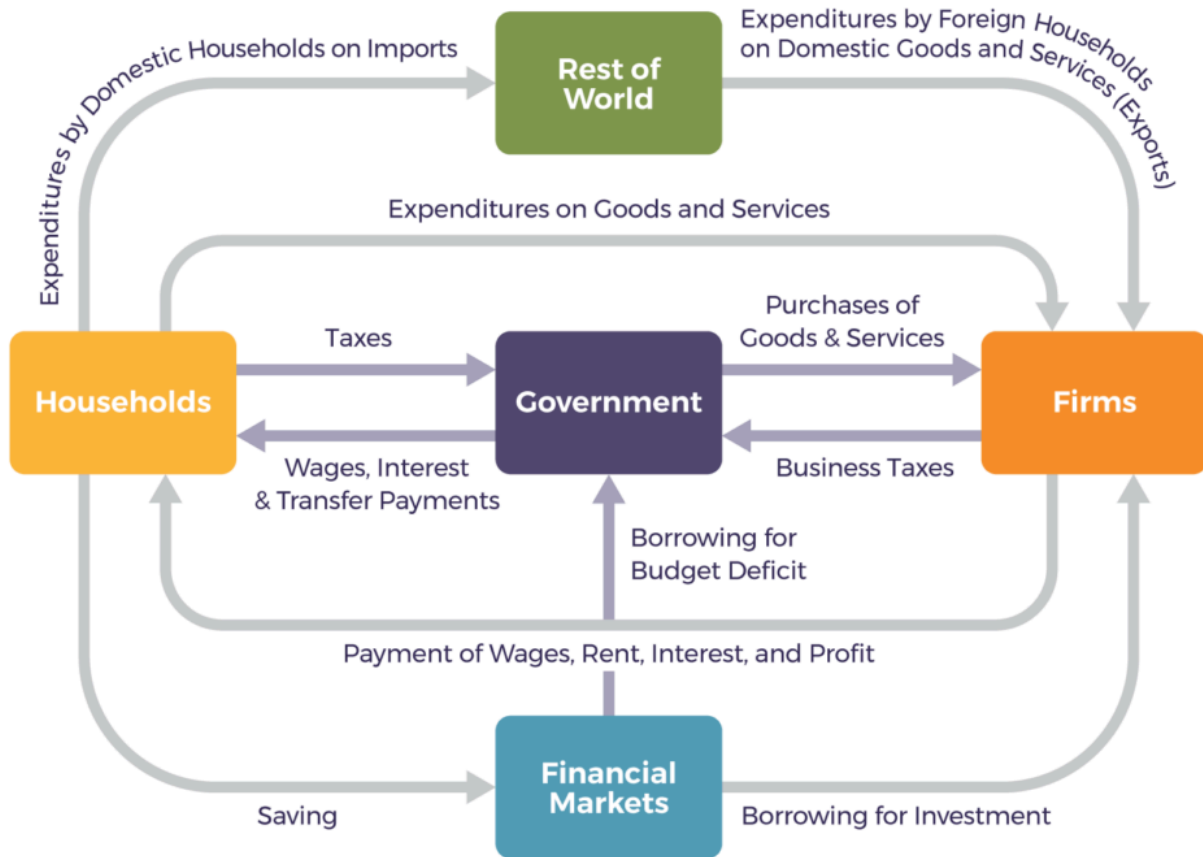 Expenditures by Domestic Households on Imports
Rest of
World
Expenditures by Foreign Households
on Domestic Goods and Services (Exports)
Expenditures on Goods and Services
Households
Taxes
Government
Purchases of
Goods & Services
Firms
Wages, Interest
& Transfer Payments
Business Taxes
Borrowing for
Budget Deficit
Payment of Wages, Rent, Interest, and Profit
Saving
Financial
Markets
Borrowing for Investment